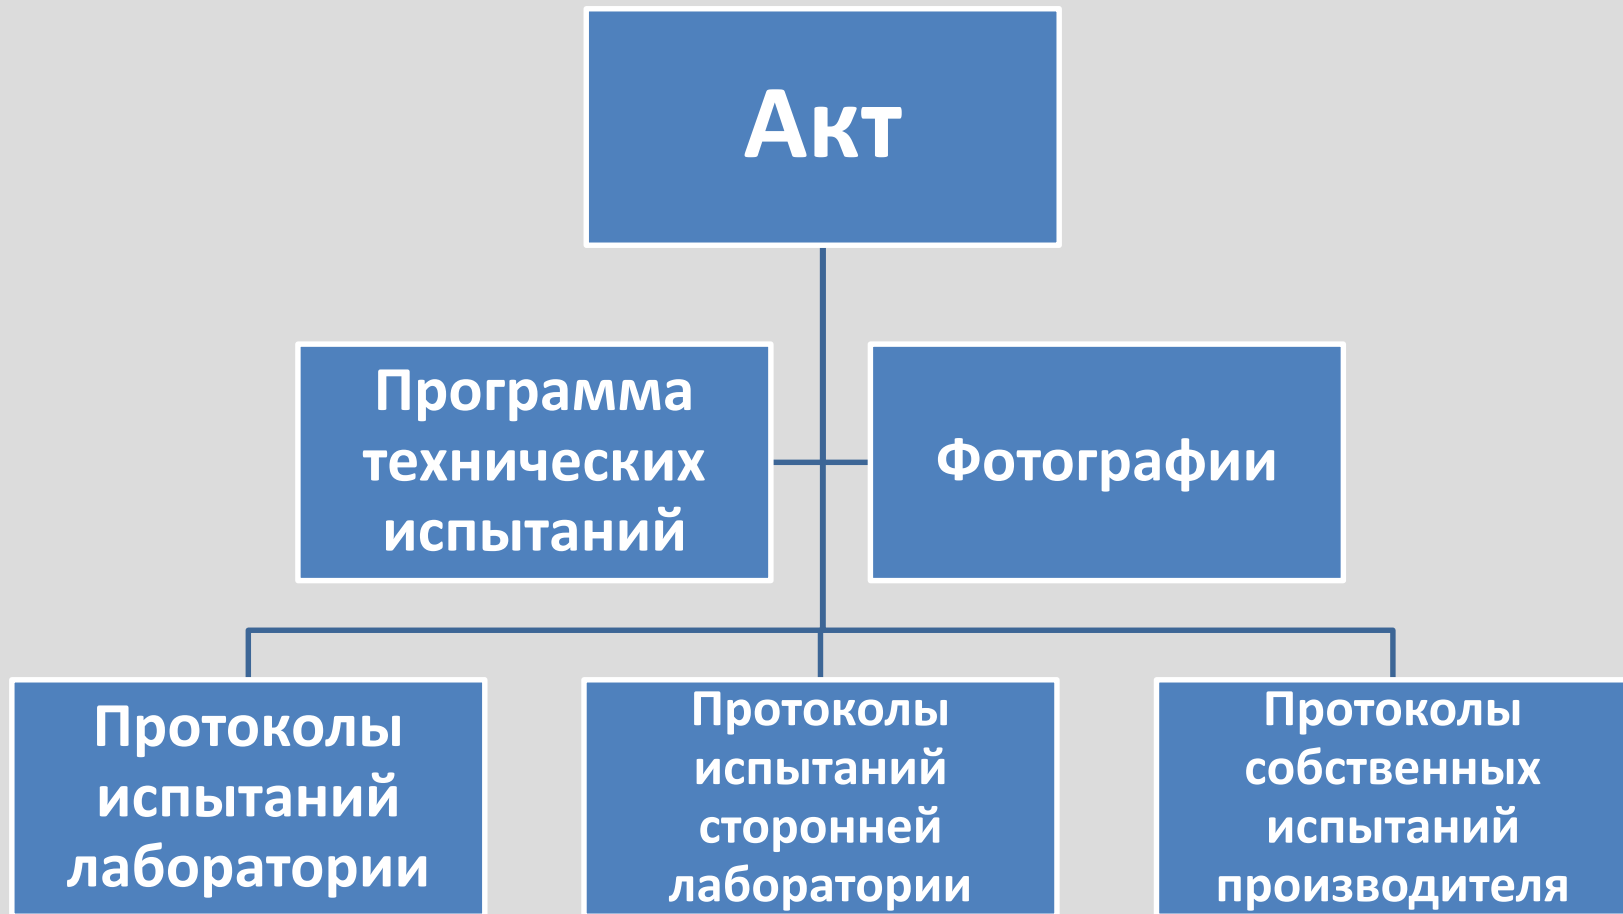 Акт
Программа
технических
испытаний
Фотографии
Протоколы
испытаний
лаборатории
Протоколы
испытаний
сторонней
лаборатории
Протоколы
собственных
испытаний
производителя